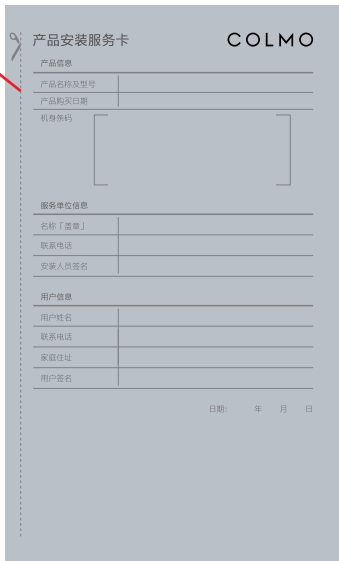 产品安装服务卡
COLMO
产品信息
产品名称及型号
产品购买日期
机身条码
服务单位信息
名称「盖章」
联系电话
安装人员签名
用户信息
用户姓名
联系电话
家庭住址
用户签名
日期： 年 月 日